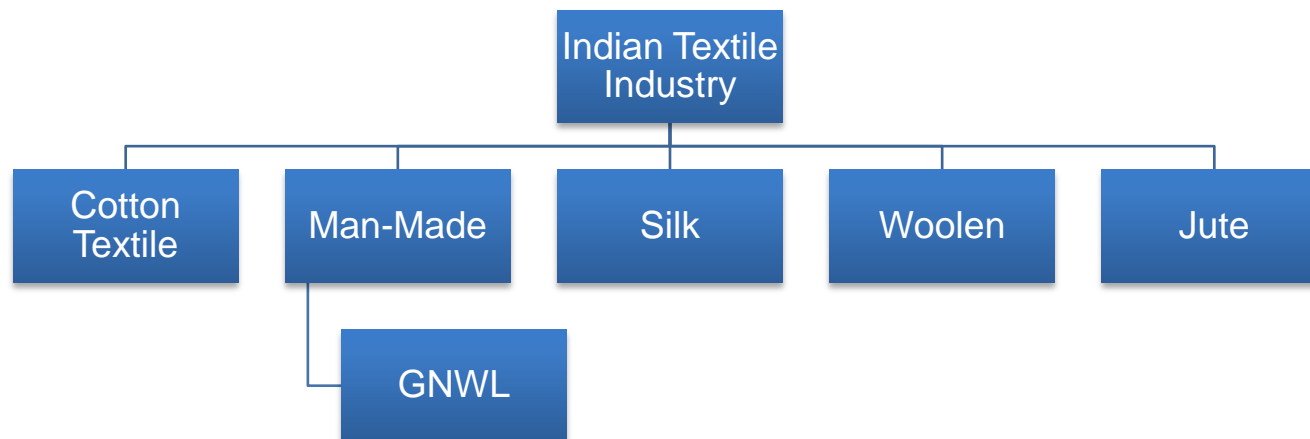 Indian Textile
Industry
Cotton
Textile
Man-Made
Silk
Woolen
Jute
GNWL